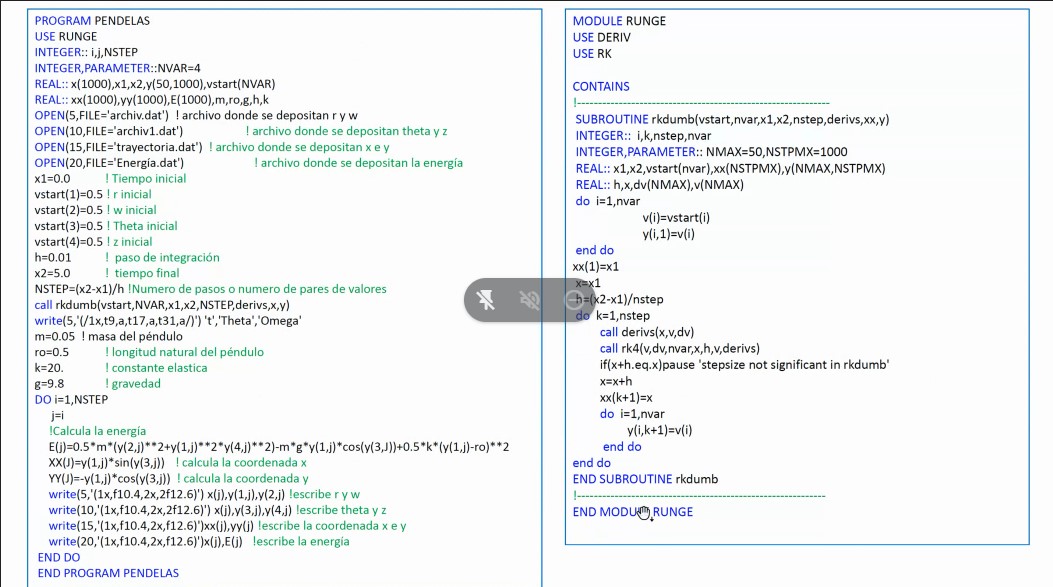 PROGRAM PENDELAS
USE RUNGE
INTEGER:: i,j,NSTEP
INTEGER,PARAMETER::NVAR=4
REAL:: x(1000),x1,x2,y(50,1000),vstart(NVAR)
REAL:: xx(1000),yy(1000),E(1000),m,ro,g,h,k
OPEN(5,FILE='archiv.dat') ! archivo donde se depositan r y w
OPEN(10,FILE='archiv1.dat') ! archivo donde se depositan theta y z
OPEN(15,FILE='trayectoria.dat') ! archivo donde se depositan x e y
OPEN(20,FILE='Energía.dat') ! archivo donde se depositan la energía
x1=0.0 ! Tiempo inicial
vstart(1)=0.5 ! r inicial
vstart(2)=0.5 ! w inicial
vstart(3)=0.5 ! Theta inicial
vstart(4)=0.5 ! z inicial
h=0.01 ! paso de integración
x2=5.0 ! tiempo final
NSTEP=(x2-x1)/h !Numero de pasos o numero de pares de valores
call rkdumb(vstart,NVAR,x1,x2,NSTEP,derivs,x,y)
write(5,'(/1x,t9,a,t17,a,t31,a/)') 't','Theta','Omega'
m=0.05 ! masa del péndulo
ro=0.5 ! longitud natural del péndulo
k=20. ! constante elastica
g=9.8 ! gravedad
DO i=1,NSTEP
j=i
!Calcula la energía
E(j)=0.5*m*(y(2,j)**2+y(1,j)**2*y(4,j)**2)-m*g*y(1,j)*cos(y(3,J))+0.5*k*(y(1,j)-ro)**2
XX(J)=y(1,j)*sin(y(3,j)) ! calcula la coordenada x
YY(J)=-y(1,j)*cos(y(3,j)) ! calcula la coordenada y
write(5,'(1x,f10.4,2x,2f12.6)') x(j),y(1,j),y(2,j) !escribe r y w
write(10,'(1x,f10.4,2x,2f12.6)') x(j),y(3,j),y(4,j) !escribe theta y z
write(15,'(1x,f10.4,2x,f12.6)')xx(j),yy(j) !escribe la coordenada x e y
write(20,'(1x,f10.4,2x,f12.6)')x(j),E(j) !escribe la energía
END DO
END PROGRAM PENDELAS
MODULE RUNGE
USE DERIV
USE RK
CONTAINS
!------------------------------------------------------------
SUBROUTINE rkdumb(vstart,nvar,x1,x2,nstep,derivs,xx,y)
INTEGER:: i,k,nstep,nvar
INTEGER,PARAMETER:: NMAX=50,NSTPMX=1000
REAL:: x1,x2,vstart(nvar),xx(NSTPMX),y(NMAX,NSTPMX)
REAL:: h,x,dv(NMAX),v(NMAX)
do i=1,nvar
v(i)=vstart(i)
y(i,1)=v(i)
end do
xx(1)=x1
x=x1
h=(x2-x1)/nstep
do k=1,nstep
call derivs(x,v,dv)
call rk4(v,dv,nvar,x,h,v,derivs)
if(x+h.eq.x)pause 'stepsize not significant in rkdumb'
x=x+h
xx(k+1)=x
do i=1,nvar
y(i,k+1)=v(i)
end do
end do
END SUBROUTINE rkdumb
!-----------------------------------------------------------
END MODULE RUNGE